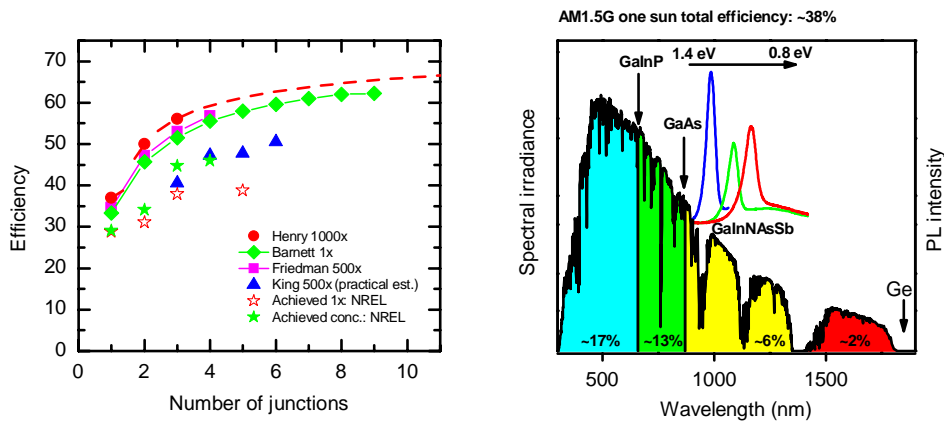 AM1.5G one sun total efficiency: ~38%
70
60
50
40
30
20
10
0
Efficiency
0
2
4
6
8
10
Number of junctions
Henry 1000x
Barnett 1x
Friedman 500x
King 500x (practical est.)
Achieved 1x: NREL
Achieved conc.: NREL
Spectral irradiance
GaInP
1.4 eV
0.8 eV
GaAs
GaInNAsSb
Ge
~17%
~13%
~6%
~2%
500
1000
1500
Wavelength (nm)
PL intensity